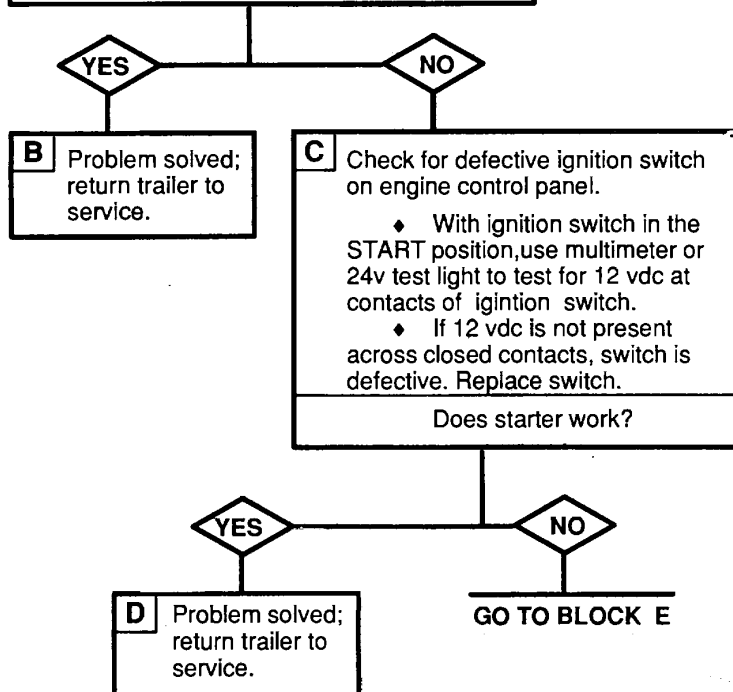 YES
NO
B Problem solved;
return trailer to
service.
C Check for defective ignition switch
on engine control panel.
♦ With ignition switch in the
START position,use multimeter or
24v test light to test for 12 vdc at
contacts of igintion switch.
♦ If 12 vdc is not present
across closed contacts, switch is
defective. Replace switch.
Does starter work?
YES
NO
D Problem solved;
return trailer to
service.
GO TO BLOCK E